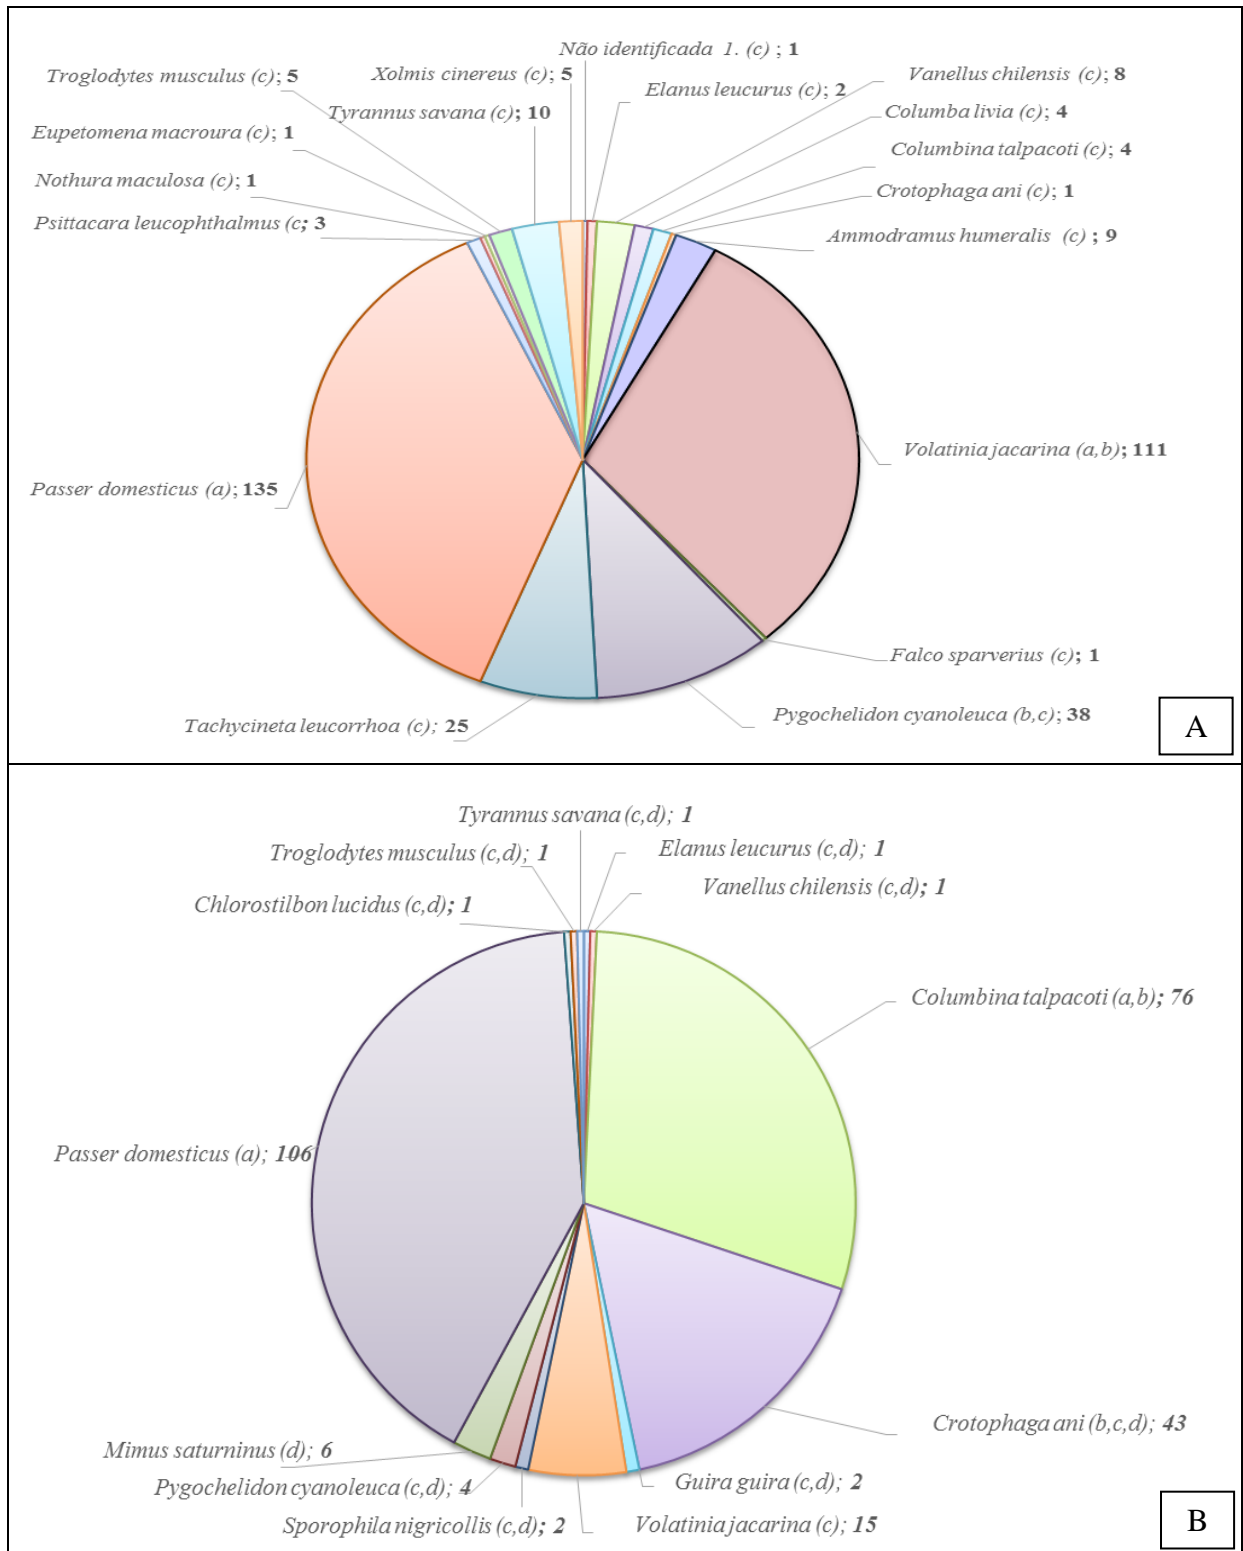 Não identificada 1. (c) ; 1
Troglodytes musculus (c); 5
Xolmis cinereus (c); 5
Vanellus chilensis (c); 8
Elanus leucurus (c); 2
Tyrannus savana (c); 10
Columba livia (c); 4
Eupetomena macroura (c); 1
Columbina talpacoti (c); 4
Nothura maculosa (c); 1
Crotophaga ani (c); 1
Psittacara leucophthalmus (c; 3
Ammodramus humeralis (c) ; 9
Volatinia jacarina (a,b); 111
Passer domesticus (a); 135
Falco sparverius (c); 1
Pygochelidon cyanoleuca (b,c); 38
Tachycineta leucorrhoa (c); 25
A
Tyrannus savana (c,d); 1
Troglodytes musculus (c,d); 1
Elanus leucurus (c,d); 1
Vanellus chilensis (c,d); 1
Chlorostilbon lucidus (c,d); 1
Columbina talpacoti (a,b); 76
Passer domesticus (a); 106
Crotophaga ani (b,c,d); 43
Mimus saturninus (d); 6
Guira guira (c,d); 2
Pygochelidon cyanoleuca (c,d); 4
Sporophila nigricollis (c,d); 2
Volatinia jacarina (c); 15
B